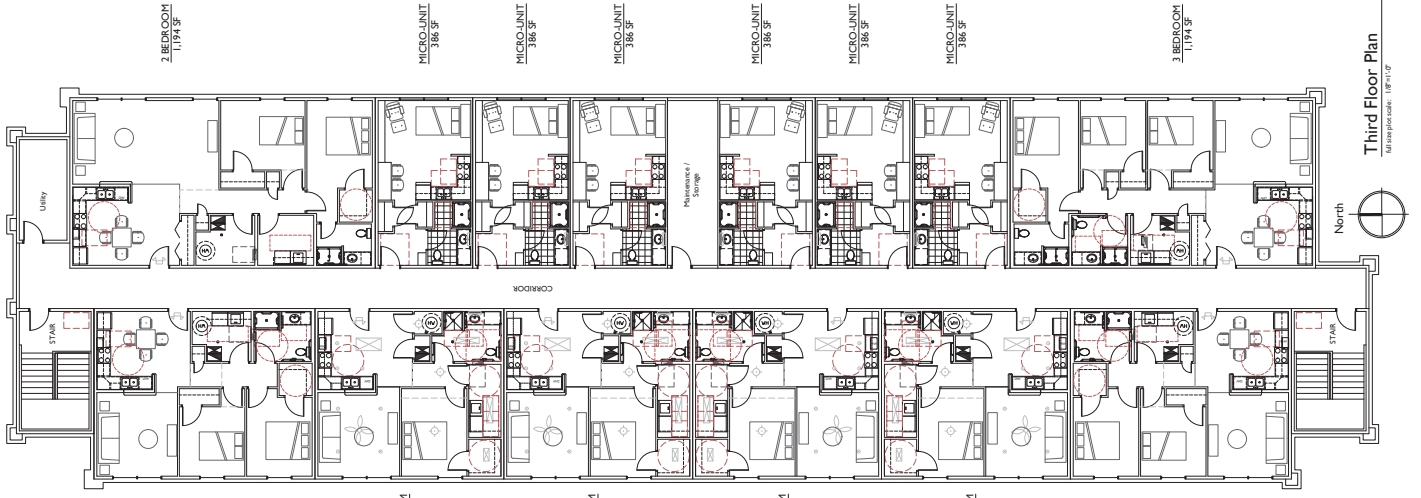 2 BEDROOM
1,194 SF
MICRO-UNIT
386 SF
MICRO-UNIT
386 SF
MICRO-UNIT
386 SF
MICRO-UNIT
386 SF
MICRO-UNIT
386 SF
MICRO-UNIT
386 SF
3 BEDROOM
1,194 SF
Third Floor Plan
full size plot scale: 1/8"=1'-0"
North
Utility
Maintenance /
Storage
CORRIDOR
STAIR
STAIR